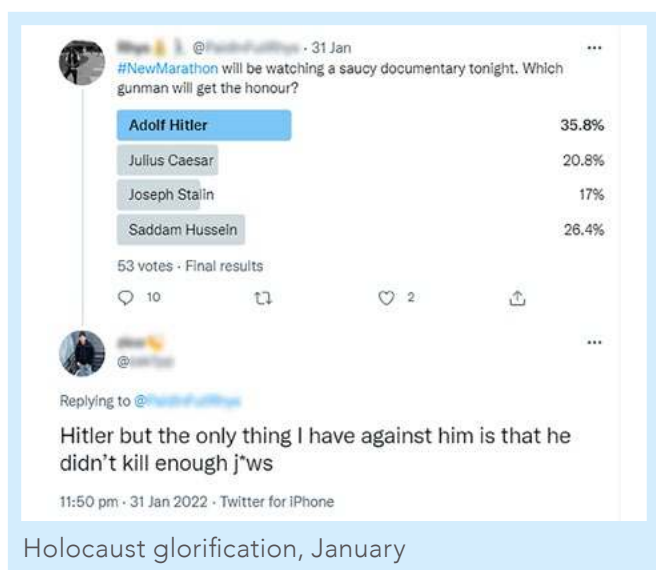 @ · 31 Jan
#NewMarathon will be watching a saucy documentary tonight. Which
gunman will get the honour?
Adolf Hitler 35.8%
Julius Caesar 20.8%
Joseph Stalin 17%
Saddam Hussein 26.4%
53 votes · Final results
10 2
@
Replying to @
Hitler but the only thing I have against him is that he
didn't kill enough j*ws
11:50 pm · 31 Jan 2022 · Twitter for iPhone
Holocaust glorification, January